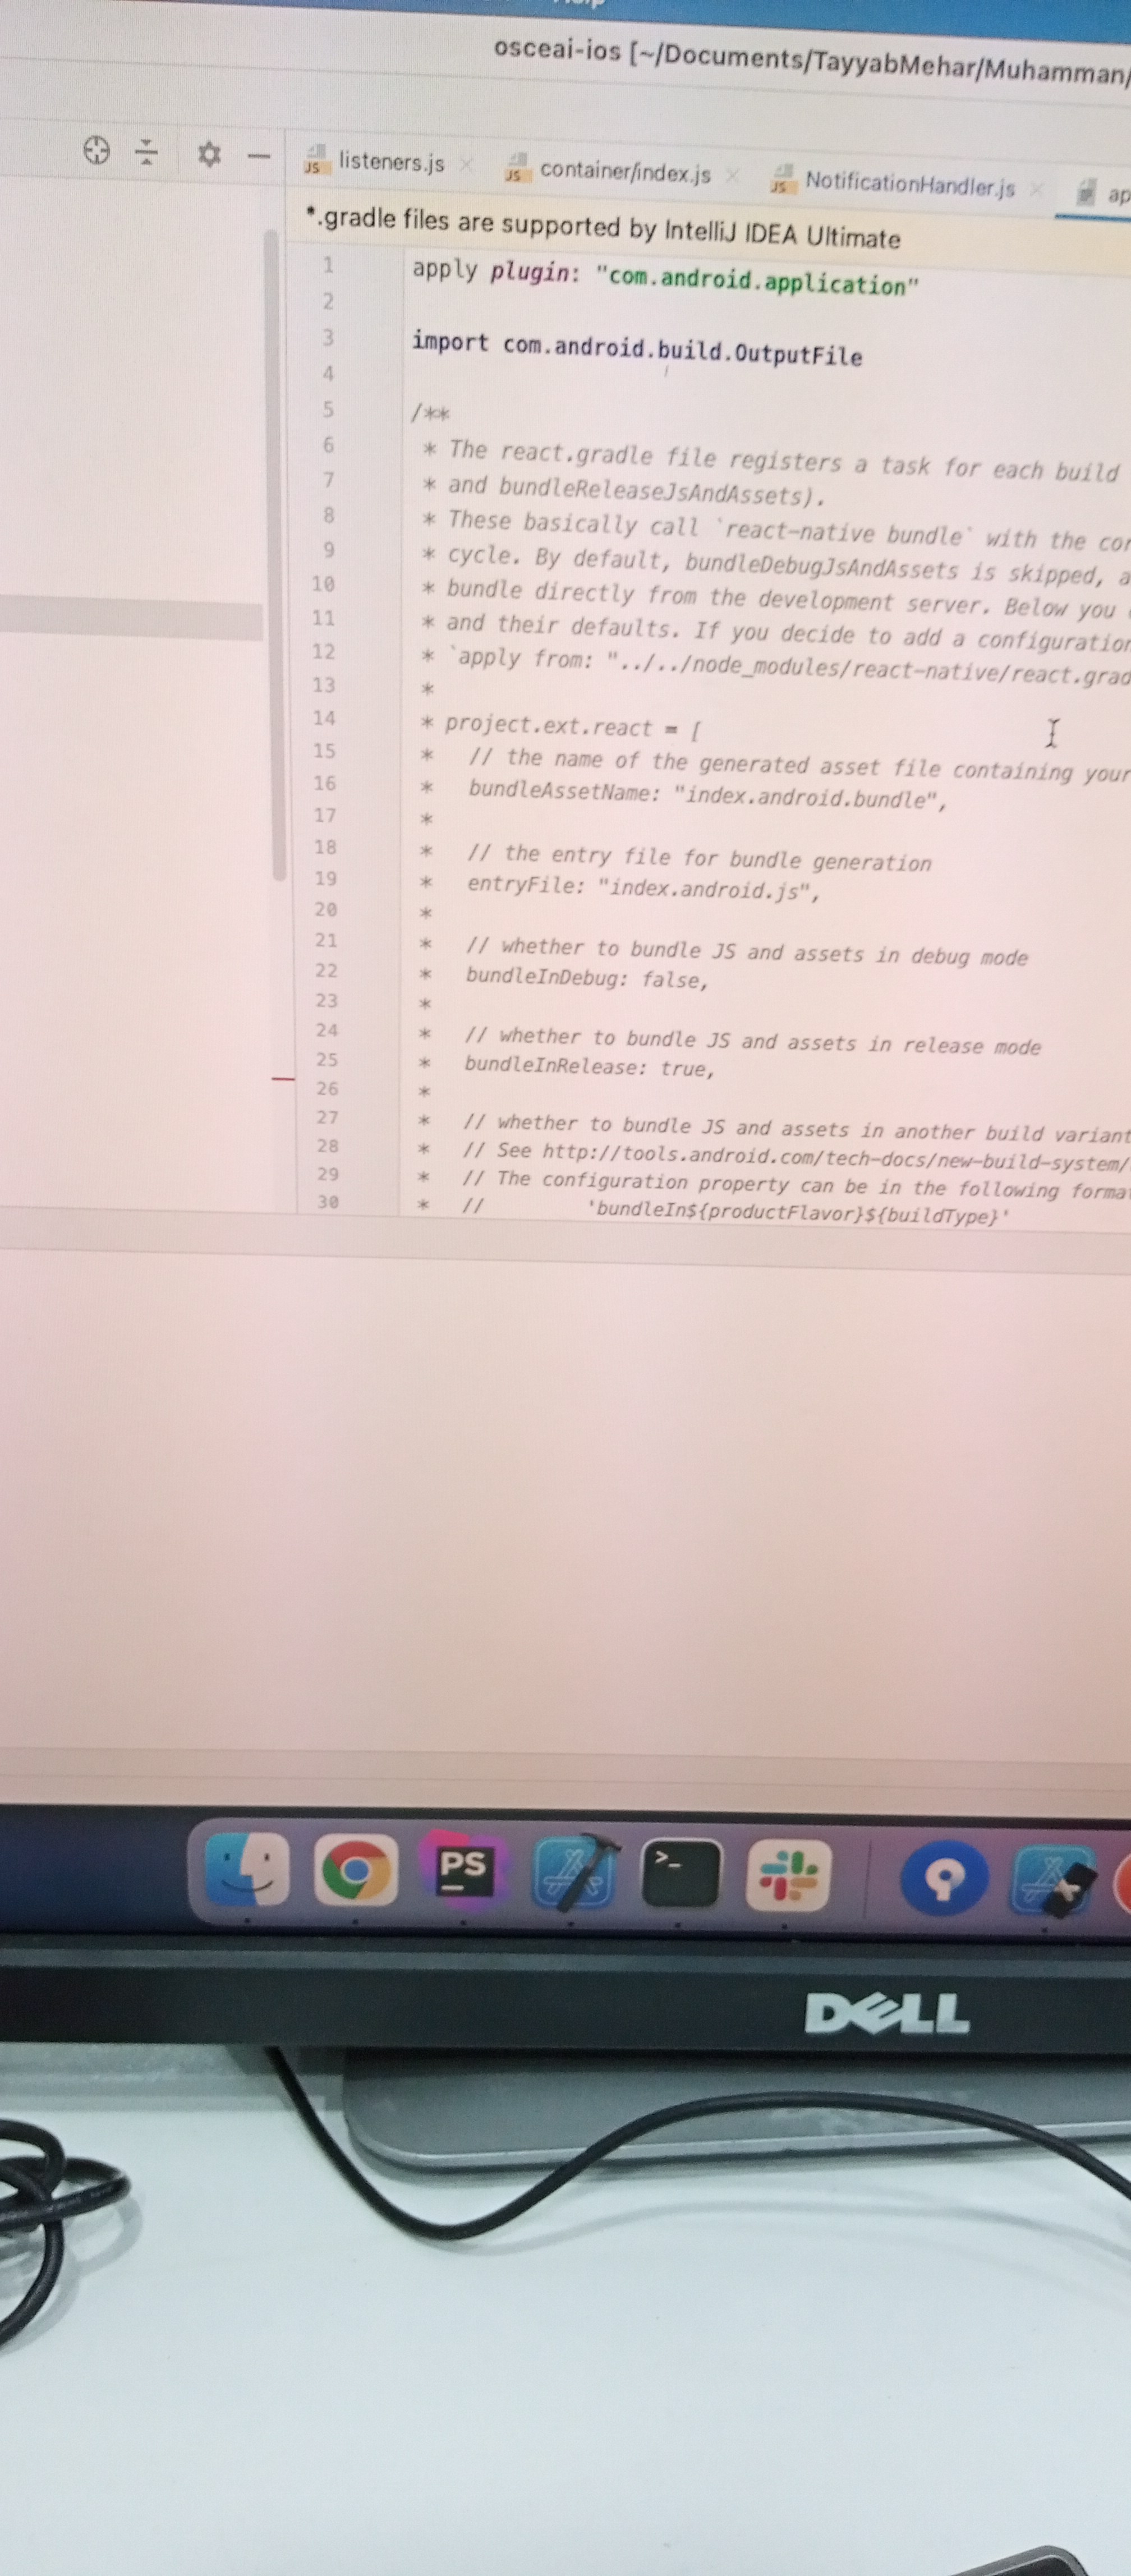 osceai-ios [~/Documents/TayyabMehar/Muhamman/
JS listeners.js
JS container/index.js
JS NotificationHandler.js
ap
*.gradle files are supported by IntelliJ IDEA Ultimate
1 apply plugin: "com.android.application"
2
3 import com.android.build.OutputFile
4
5 /**
6 * The react.gradle file registers a task for each build
7 * and bundleReleaseJsAndAssets).
8 * These basically call `react-native bundle` with the cor
9 * cycle. By default, bundleDebugJsAndAssets is skipped, a
10 * bundle directly from the development server. Below you
11 * and their defaults. If you decide to add a configuration
12 * `apply from: "../../node_modules/react-native/react.grad
13 *
14 * project.ext.react = [
15 * // the name of the generated asset file containing your
16 * bundleAssetName: "index.android.bundle",
17 *
18 * // the entry file for bundle generation
19 * entryFile: "index.android.js",
20 *
21 * // whether to bundle JS and assets in debug mode
22 * bundleInDebug: false,
23 *
24 * // whether to bundle JS and assets in release mode
25 * bundleInRelease: true,
26 *
27 * // whether to bundle JS and assets in another build variant
28 * // See http://tools.android.com/tech-docs/new-build-system/
29 * // The configuration property can be in the following forma
30 * // 'bundleIn${productFlavor}${buildType}'
PS
>_
DELL